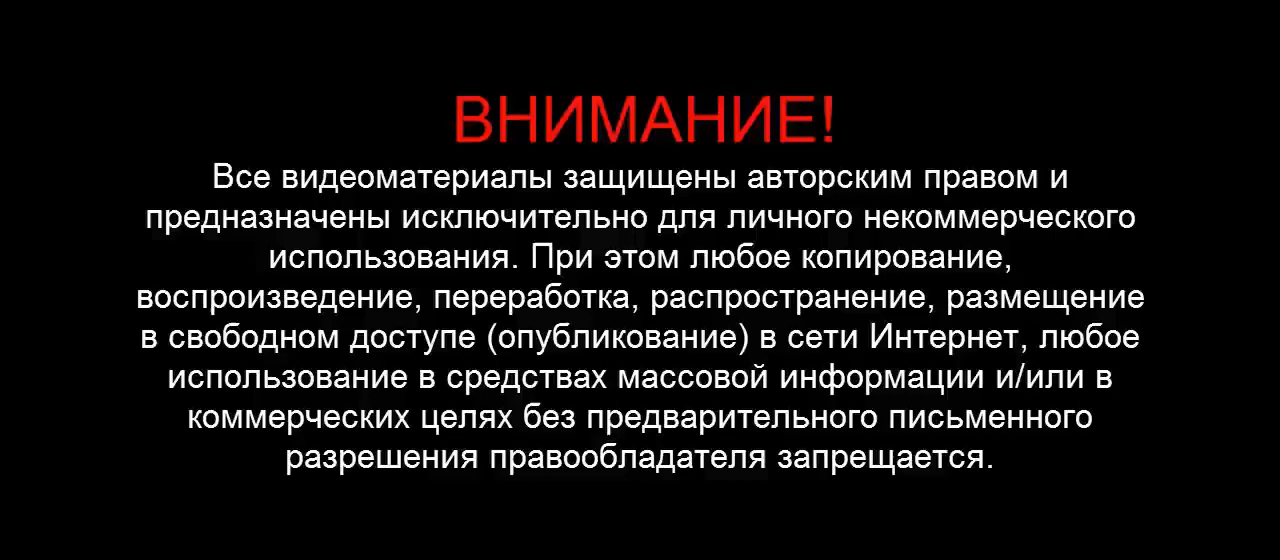 ВНИМАНИЕ!
Все видеоматериалы защищены авторским правом и
предназначены исключительно для личного некоммерческого
использования. При этом любое копирование,
воспроизведение, переработка, распространение, размещение
в свободном доступе (опубликование) в сети Интернет, любое
использование в средствах массовой информации и/или в
коммерческих целях без предварительного письменного
разрешения правообладателя запрещается.